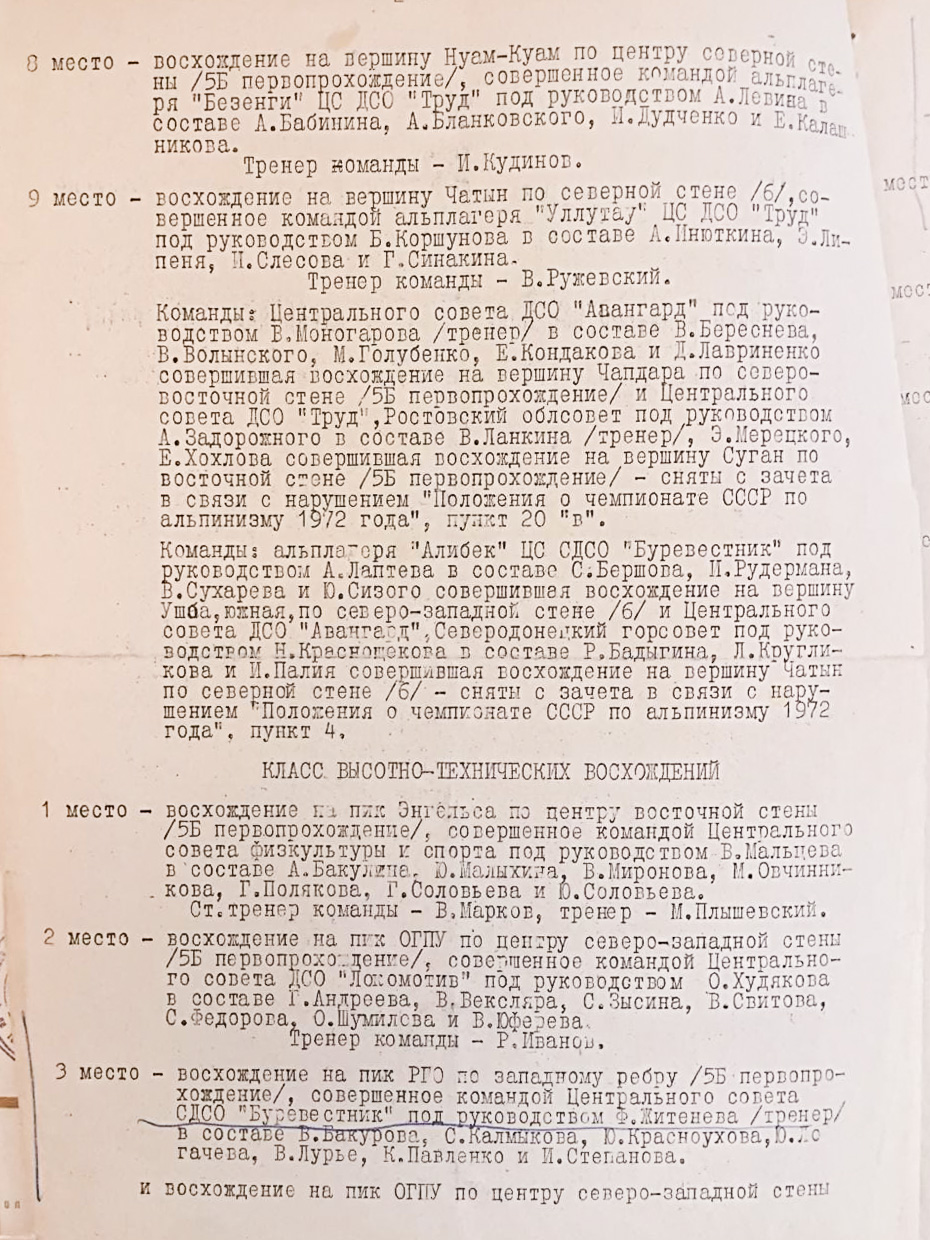 8 место - восхождение на вершину Нуам-Куам по центру северной сте-
ны /5Б первопрохождение/, совершенное командой альплаге-
ря "Безенги" ЦС ДСО "Труд" под руководством А.Левина в
составе А.Бабинина, А.Бланковского, И.Дудченко и Е.Калаш-
никова.
Тренер команды - И.Кудинов.
9 место - восхождение на вершину Чатын по северной стене /6/,со-
вершенное командой альплагеря "Уллутау" ЦС ДСО "Труд"
под руководством Б.Коршунова в составе А.Инюткина, Э.Ли-
пеня, И.Слесова и Г.Синакина.
Тренер команды - В.Ружевский.
Команды: Центрального совета ДСО "Авангард" под руко-
водством В.Моногарова /тренер/ в составе В.Береснева,
В.Волынского, М.Голубенко, Е.Кондакова и Д.Лавриненко
совершившая восхождение на вершину Чапдара по северо-
восточной стене /5Б первопрохождение/ и Центрального
совета ДСО "Труд",Ростовский облсовет под руководством
А.Задорожного в составе В.Ланкина /тренер/, Э.Мерецкого,
Е.Хохлова совершившая восхождение на вершину Суган по
восточной стене /5Б первопрохождение/ - сняты с зачета
в связи с нарушением "Положения о чемпионате СССР по
альпинизму 1972 года", пункт 20 "в".
Команды: альплагеря "Алибек" ЦС СДСО "Буревестник" под
руководством А.Лаптева в составе С.Бершова, И.Рудермана,
В.Сухарева и Ю.Сизого совершившая восхождение на вершину
Ушба,южная,по северо-западной стене /6/ и Центрального
совета ДСО "Авангард",Северодонецкий горсовет под руко-
водством Н.Краснощекова в составе Р.Бадыгина, Л.Кругли-
кова и И.Палия совершившая восхождение на вершину Чатын
по северной стене /6/ - сняты с зачета в связи с нару-
шением "Положения о чемпионате СССР по альпинизму 1972
года", пункт 4.
КЛАСС ВЫСОТНО-ТЕХНИЧЕСКИХ ВОСХОЖДЕНИЙ
1 место - восхождение на пик Энгельса по центру восточной стены
/5Б первопрохождение/, совершенное командой Центрального
совета физкультуры и спорта под руководством В.Мальцева
в составе А.Бакулина, Ю.Малыхина, В.Миронова, М.Овчинни-
кова, Г.Полякова, Г.Соловьева и Ю.Соловьева.
Ст.тренер команды - В.Марков, тренер - М.Плышевский.
2 место - восхождение на пик ОГПУ по центру северо-западной стены
/5Б первопрохождение/, совершенное командой Центрально-
го совета ДСО "Локомотив" под руководством О.Худякова
в составе Г.Андреева, В.Вексляра, С.Зысина, В.Свитова,
С.Федорова, О.Шумилова и В.Юферева.
Тренер команды - Р.Иванов.
3 место - восхождение на пик РГО по западному ребру /5Б первопро-
хождение/, совершенное командой Центрального совета
СДСО "Буревестник" под руководством Ф.Житенева /тренер/
в составе В.Бакурова, С.Калмыкова, Ю.Красноухова,Ю.Ло
гачева, В.Лурье, К.Павленко и И.Степанова.
и восхождение на пик ОГПУ по центру северо-западной стены
мест
мест
мос